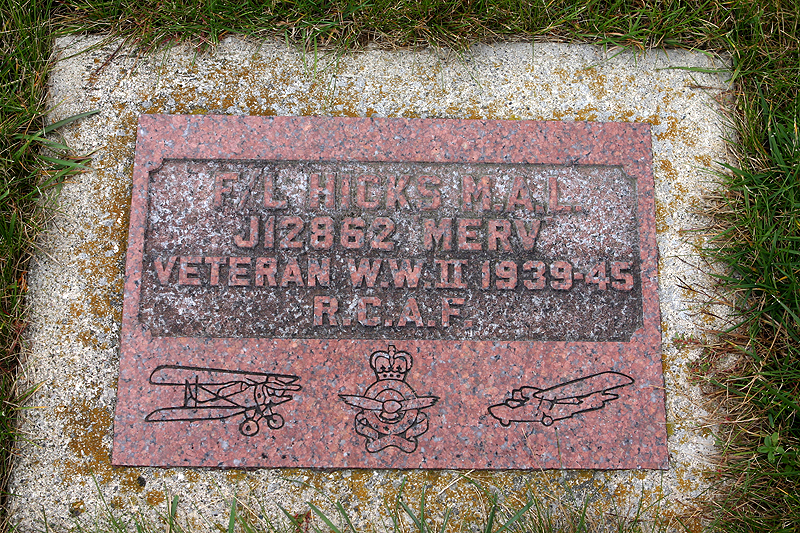 F/L HICKS M.A.L.
J12862 "MERV"
VETERAN W.W.II 1939-45
R.C.A.F.